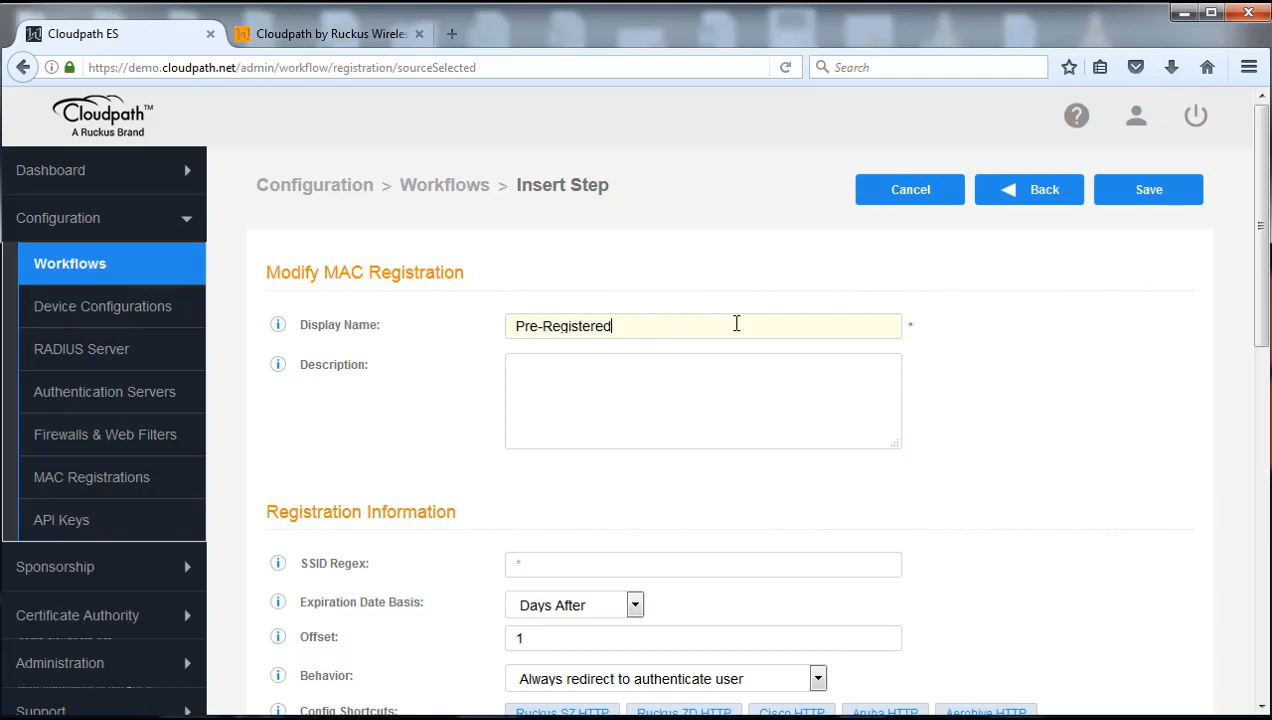 Cloudpath ES
Cloudpath by Ruckus Wirele
https://demo.cloudpath.net/admin/workflow/registration/sourceSelected
Search
Cloudpath™
A Ruckus Brand
Dashboard
Configuration
Workflows
Device Configurations
RADIUS Server
Authentication Servers
Firewalls & Web Filters
MAC Registrations
API Keys
Sponsorship
Certificate Authority
Administration
Support
Configuration > Workflows > Insert Step
Cancel
Back
Save
Modify MAC Registration
Display Name:
Pre-Registered
*
Description:
Registration Information
SSID Regex:
*
Expiration Date Basis:
Days After
Offset:
1
Behavior:
Always redirect to authenticate user
Config Shortcuts:
Ruckus SZ HTTP
Ruckus ZD HTTP
Cisco HTTP
Aruba HTTP
Aerohive HTTP